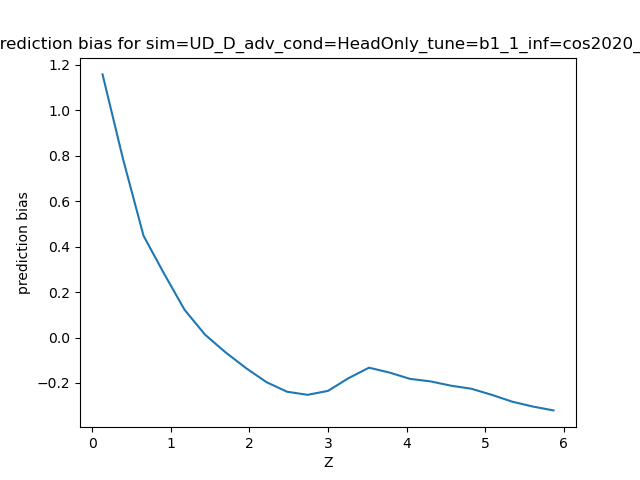 rediction bias for sim=UD_D_adv_cond=HeadOnly_tune=b1_1_inf=cos2020_
1.2
1.0
0.8
0.6
0.4
0.2
0.0
−0.2
prediction bias
0 1 2 3 4 5 6
Z